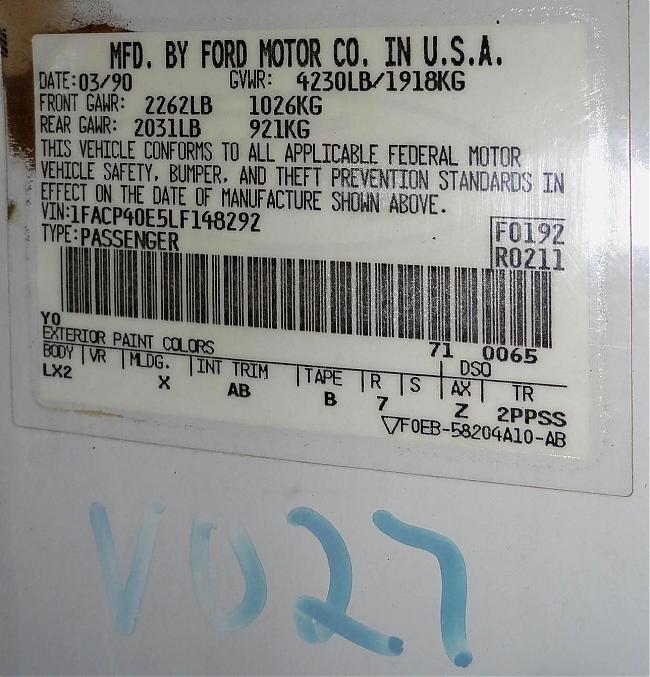 MFD. BY FORD MOTOR CO. IN U.S.A.
DATE:03/90 GVWR: 4230LB/1918KG
FRONT GAWR: 2262LB 1026KG
REAR GAWR: 2031LB 921KG
THIS VEHICLE CONFORMS TO ALL APPLICABLE FEDERAL MOTOR
VEHICLE SAFETY, BUMPER, AND THEFT PREVENTION STANDARDS IN
EFFECT ON THE DATE OF MANUFACTURE SHOWN ABOVE.
VIN:1FACP40E5LF148292
TYPE:PASSENGER
F0192
R0211
YO
EXTERIOR PAINT COLORS 71 0065
BODY VR MLDG. INT TRIM TAPE R S AX TR DSO
LX2 X AB B 7 Z 2PPSS
▽F0EB-58204A10-AB
V027